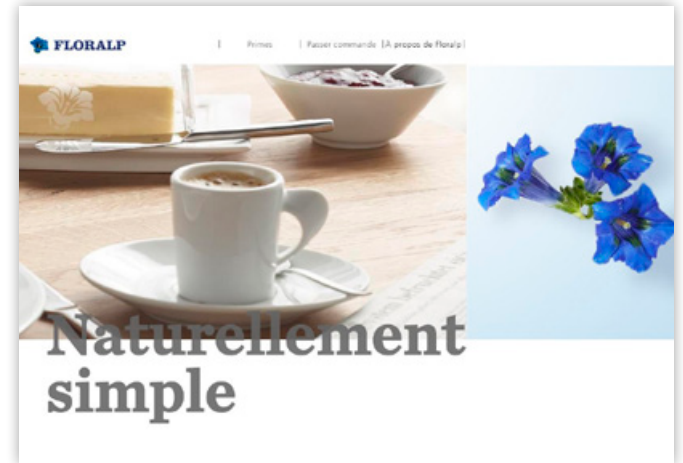 FLORALP
| Primes | Passer commande |A propos de Floralp|
Naturellement
simple